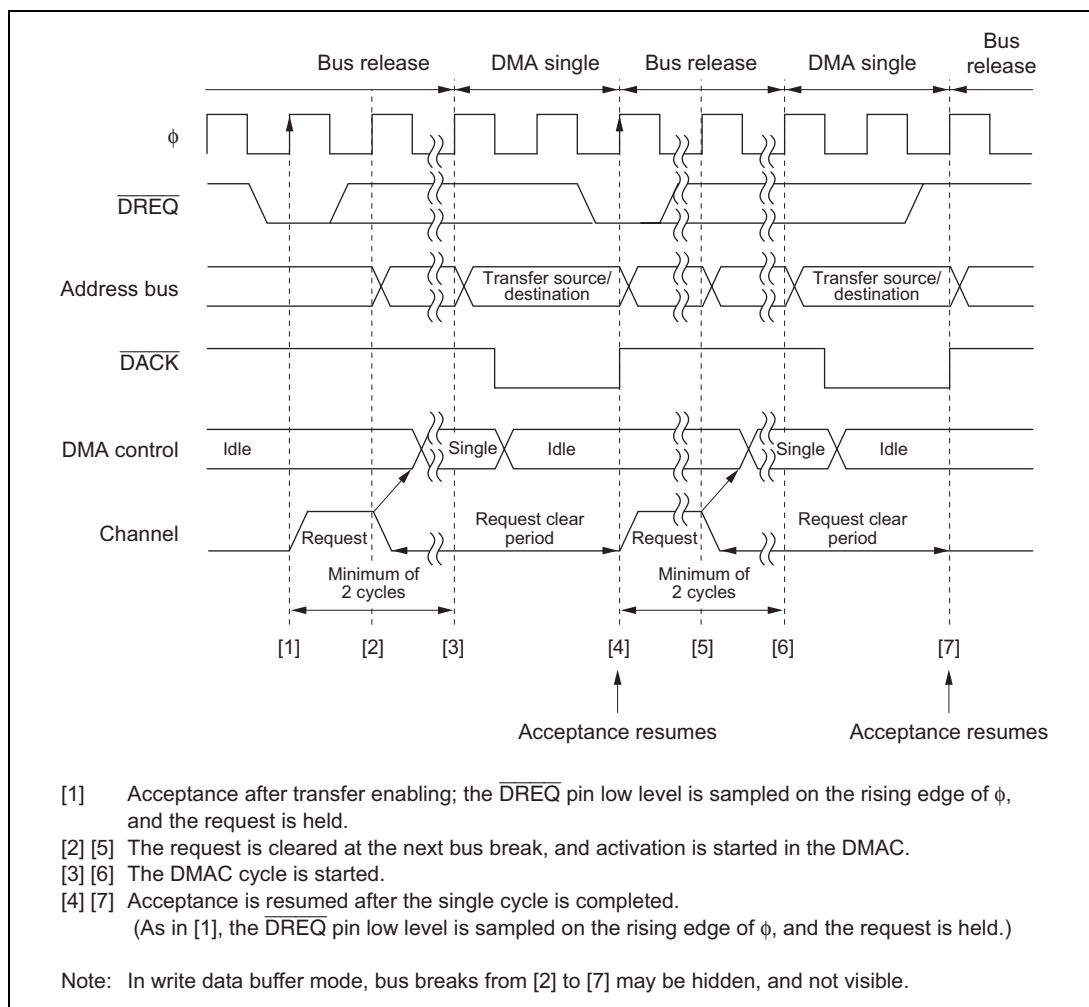 Bus release DMA single Bus release DMA single Bus
release
ϕ
DREQ
Address bus Transfer source/
destination Transfer source/
destination
DACK
DMA control Idle Single Idle Single Idle
Channel Request Request clear
period Request Request clear
period
Minimum of
2 cycles Minimum of
2 cycles
[1] [2] [3] [4] [5] [6] [7]
Acceptance resumes Acceptance resumes
[1] Acceptance after transfer enabling; the DREQ pin low level is sampled on the rising edge of ϕ,
and the request is held.
[2] [5] The request is cleared at the next bus break, and activation is started in the DMAC.
[3] [6] The DMAC cycle is started.
[4] [7] Acceptance is resumed after the single cycle is completed.
(As in [1], the DREQ pin low level is sampled on the rising edge of ϕ, and the request is held.)
Note: In write data buffer mode, bus breaks from [2] to [7] may be hidden, and not visible.